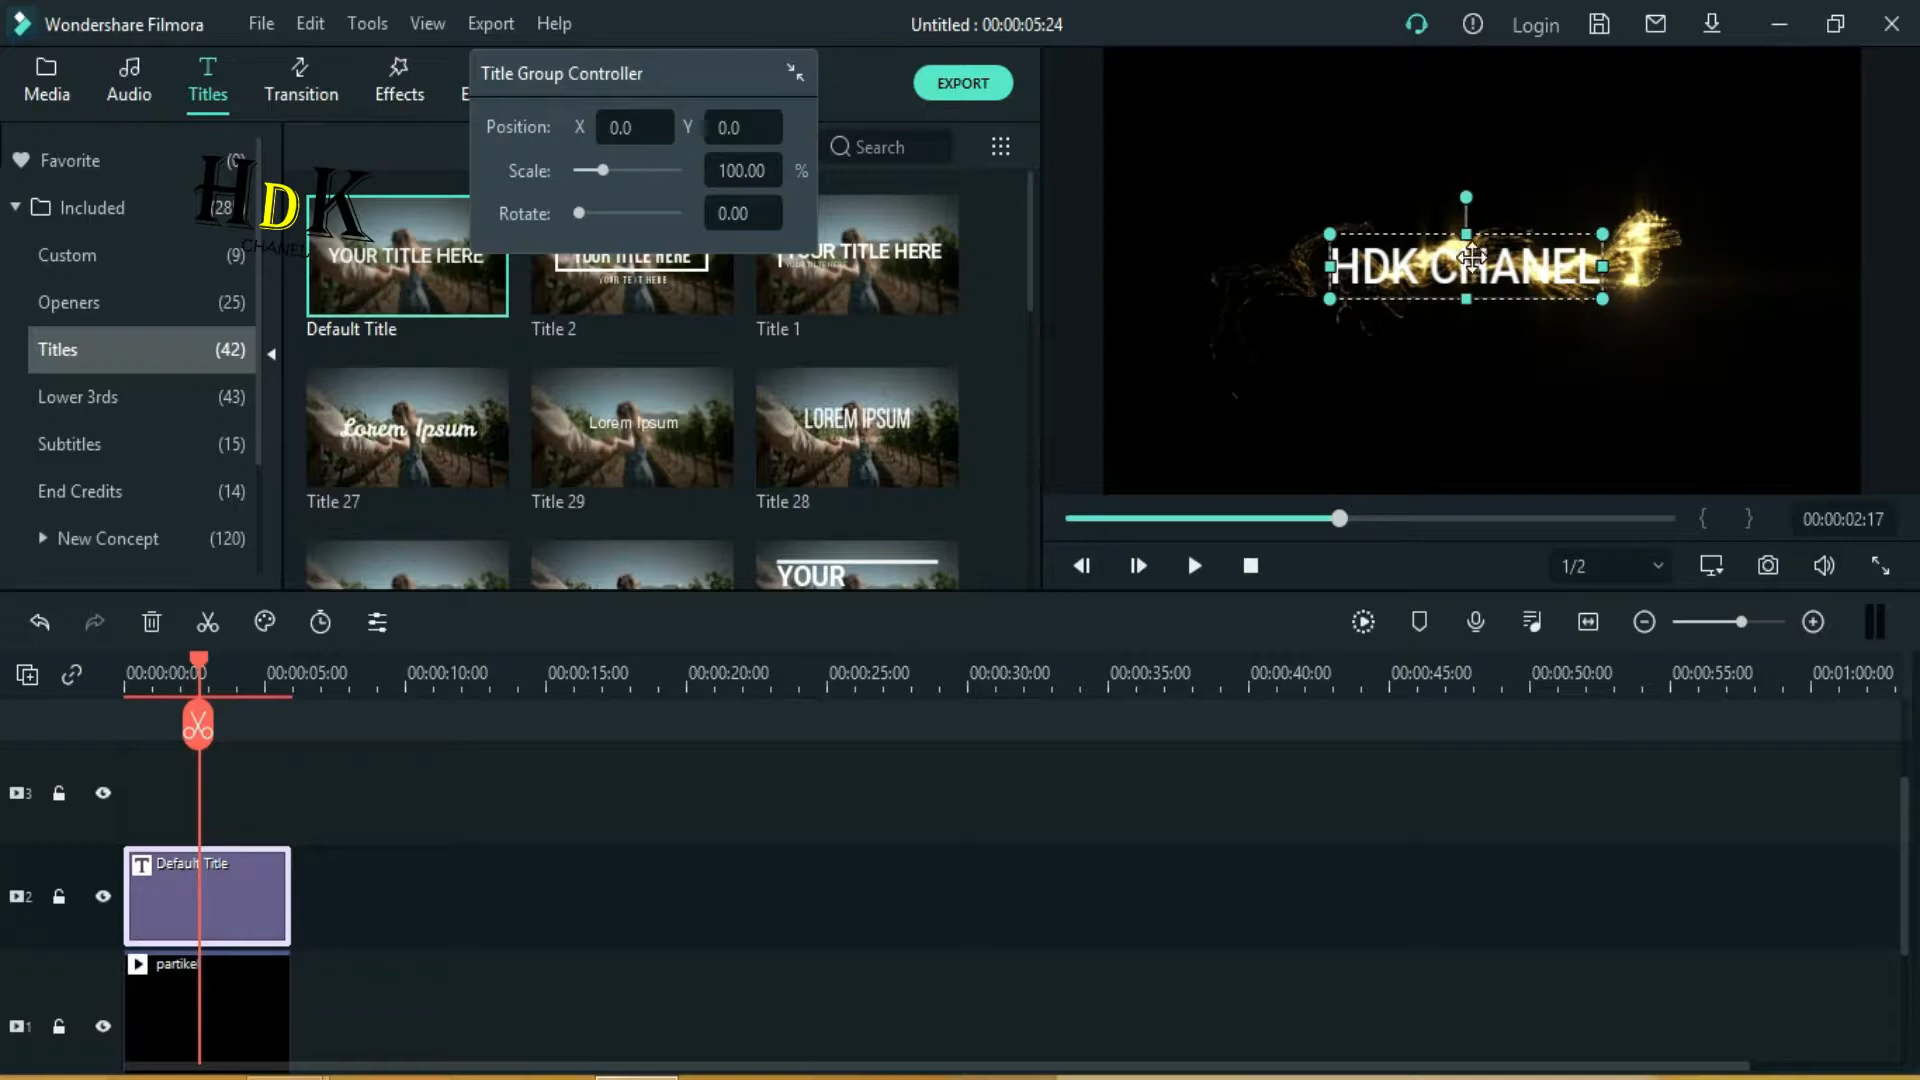 Wondershare Filmora
File
Edit
Tools
View
Export
Help
Untitled : 00:00:05:24
Login
Media
Audio
Titles
Transition
Effects
Title Group Controller
EXPORT
Position:
X
0.0
Y
0.0
Scale:
100.00
%
Rotate:
0.00
Search
Favorite
Included
Custom
(9)
Openers
(25)
Titles
(42)
Lower 3rds
(43)
Subtitles
(15)
End Credits
(14)
New Concept
(120)
HDK
CHANEL
YOUR TITLE HERE
Default Title
YOUR TITLE HERE
YOUR TEXT HERE
Title 2
YOUR TITLE HERE
Title 1
Lorem Ipsum
Title 27
Lorem Ipsum
Title 29
LOREM IPSUM
Title 28
YOUR
HDK CHANEL
00:00:02:17
1/2
00:00:00:00
00:00:05:00
00:00:10:00
00:00:15:00
00:00:20:00
00:00:25:00
00:00:30:00
00:00:35:00
00:00:40:00
00:00:45:00
00:00:50:00
00:00:55:00
00:01:00:00
3
2
T
Default Title
1
partikel